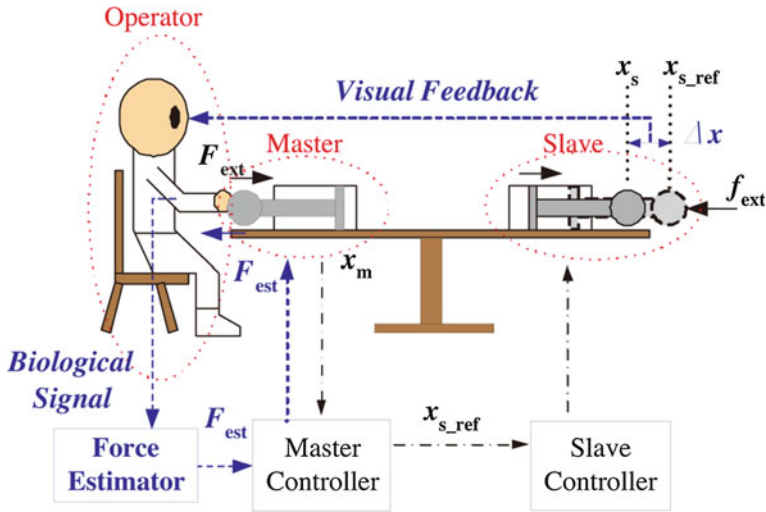 Operator
x_s
x_s_ref
Visual Feedback
Δx
Master
Slave
F_ext
f_ext
F_est
x_m
Biological
Signal
F_est
x_s_ref
Force
Estimator
Master
Controller
Slave
Controller